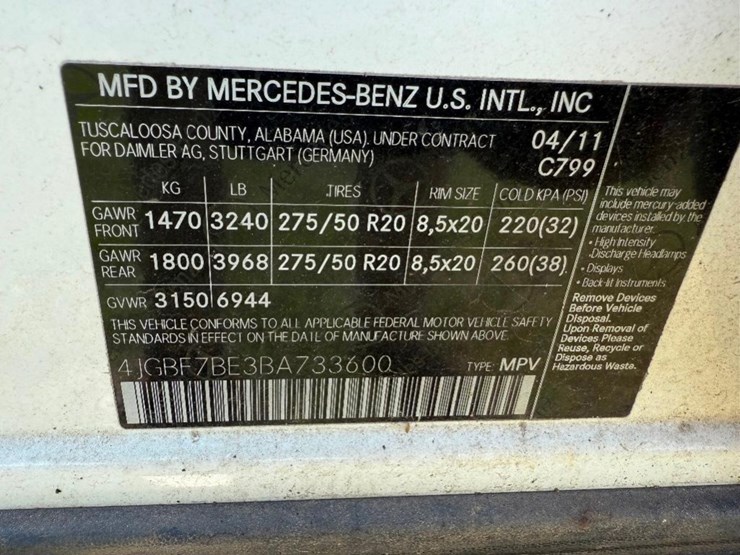 MFD BY MERCEDES-BENZ U.S. INTL., INC
TUSCALOOSA COUNTY, ALABAMA (USA). UNDER CONTRACT
FOR DAIMLER AG, STUTTGART (GERMANY)
04/11
C799
KG LB TIRES RIM SIZE COLD KPA (PSI)
GAWR FRONT 1470 3240 275/50 R20 8,5x20 220(32)
GAWR REAR 1800 3968 275/50 R20 8,5x20 260(38)
GVWR 3150 6944
THIS VEHICLE CONFORMS TO ALL APPLICABLE FEDERAL MOTOR VEHICLE SAFETY
STANDARDS IN EFFECT ON THE DATE OF MANUFACTURE SHOWN ABOVE.
4JGBF7BE3BA733600 TYPE: MPV
This vehicle may
include mercury-added
devices installed by the
manufacturer:
• High Intensity
Discharge Headlamps
• Displays
• Back-lit Instruments
Remove Devices
Before Vehicle
Disposal.
Upon Removal of
Devices Please
Reuse, Recycle or
Dispose as
Hazardous Waste.